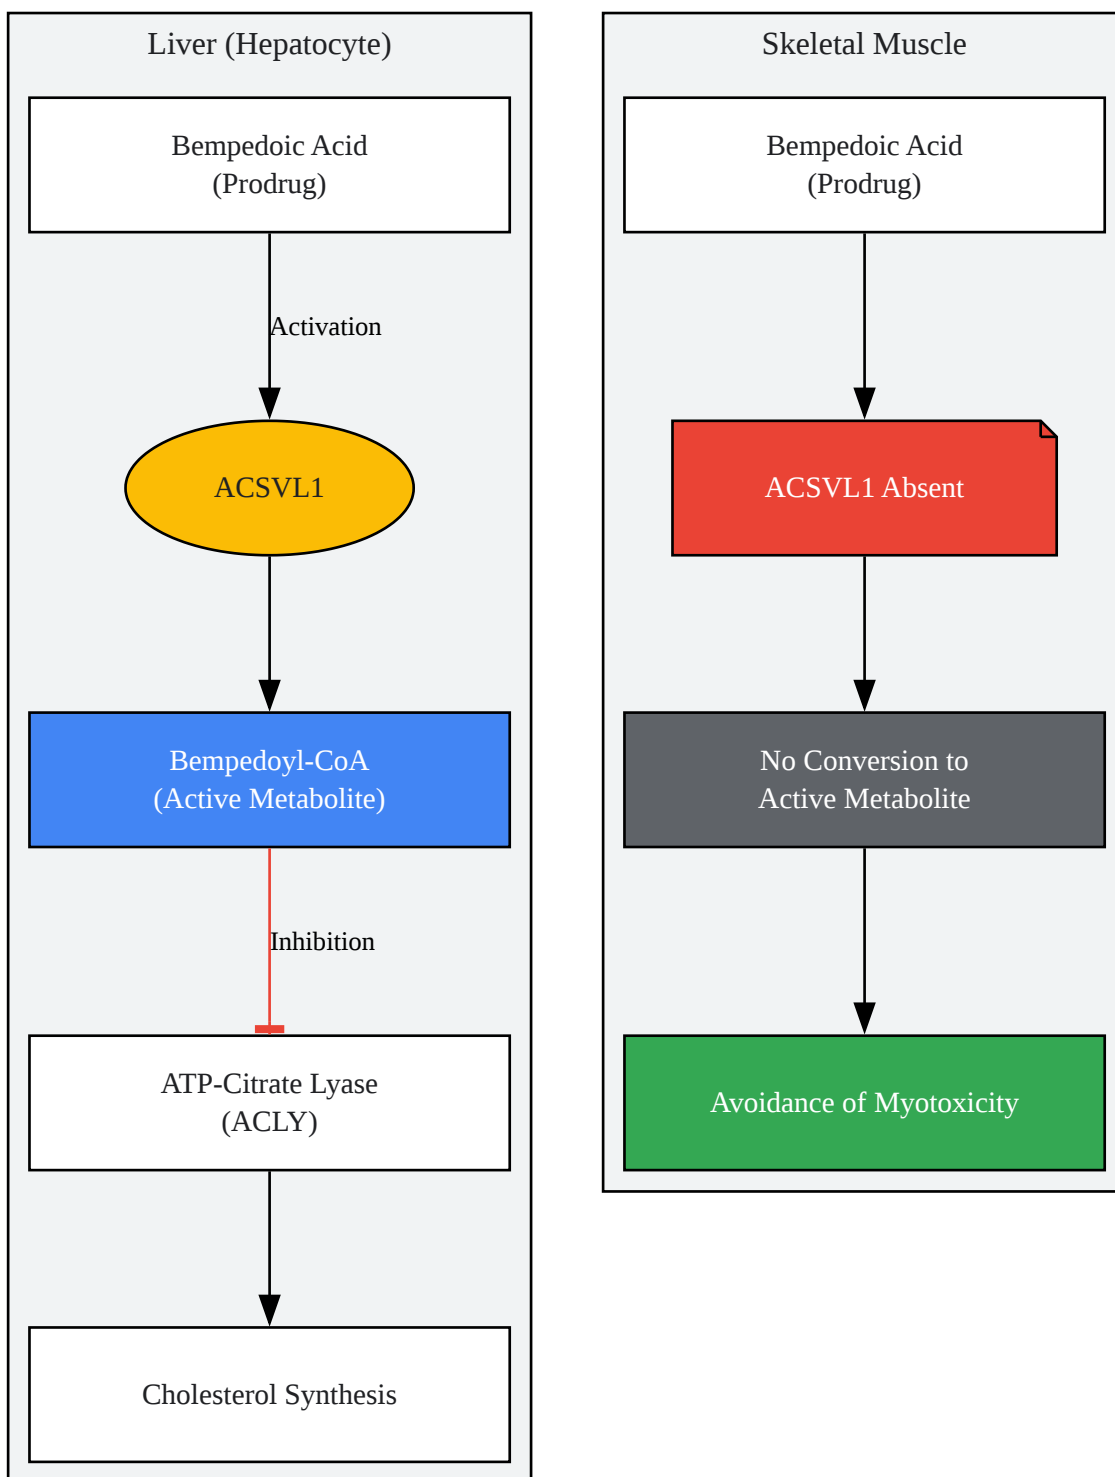 Liver (Hepatocyte)
Bempedoic Acid
(Prodrug)
Activation
ACSVL1
Bempedoyl-CoA
(Active Metabolite)
Inhibition
ATP-Citrate Lyase
(ACLY)
Cholesterol Synthesis
Skeletal Muscle
Bempedoic Acid
(Prodrug)
ACSVL1 Absent
No Conversion to
Active Metabolite
Avoidance of Myotoxicity